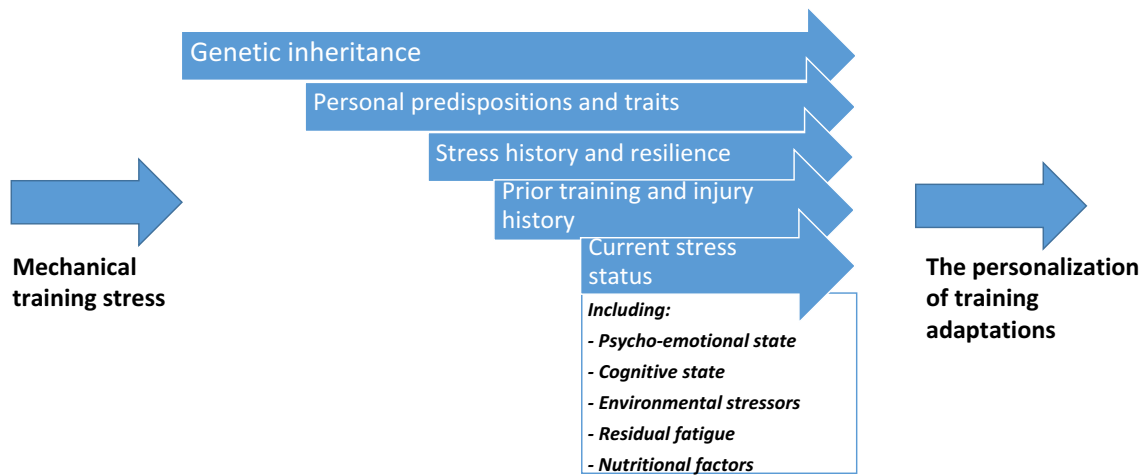 Genetic inheritance
Personal predispositions and traits
Stress history and resilience
Prior training and injury
history
Current stress
status
Including:
- Psycho-emotional state
- Cognitive state
- Environmental stressors
- Residual fatigue
- Nutritional factors
Mechanical
training stress
The personalization
of training
adaptations